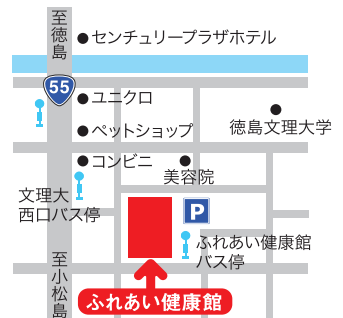 至徳島
センチュリープラザホテル
55
ユニクロ
ペットショップ
徳島文理大学
コンビニ
美容院
文理大
西口バス停
P
ふれあい健康館
バス停
至小松島
ふれあい健康館